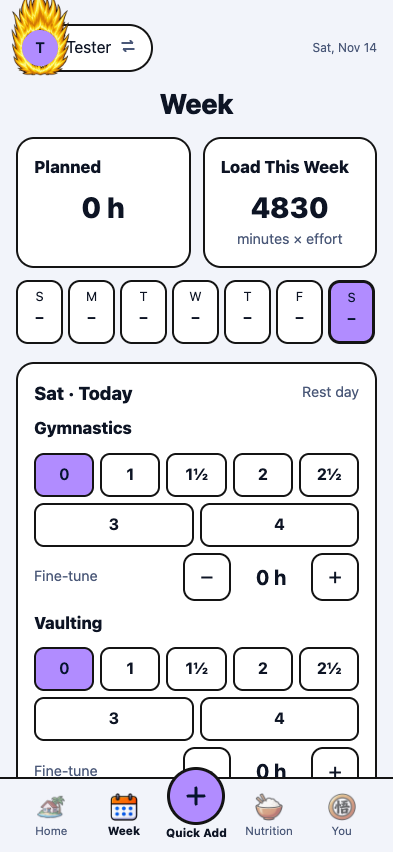 T Tester ⇌ Sat, Nov 14
Week
Planned Load This Week
0 h 4830
minutes × effort
S M T W T F S
– – – – – – –
Sat · Today Rest day
Gymnastics
0 1 1½ 2 2½
3 4
Fine-tune − 0 h +
Vaulting
0 1 1½ 2 2½
3 4
Fine-tune 0 h +
+
悟
Home Week Quick Add Nutrition You